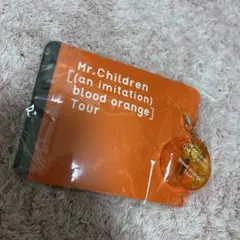 Mr.Children
[(an imitation)
blood orange]
Tour